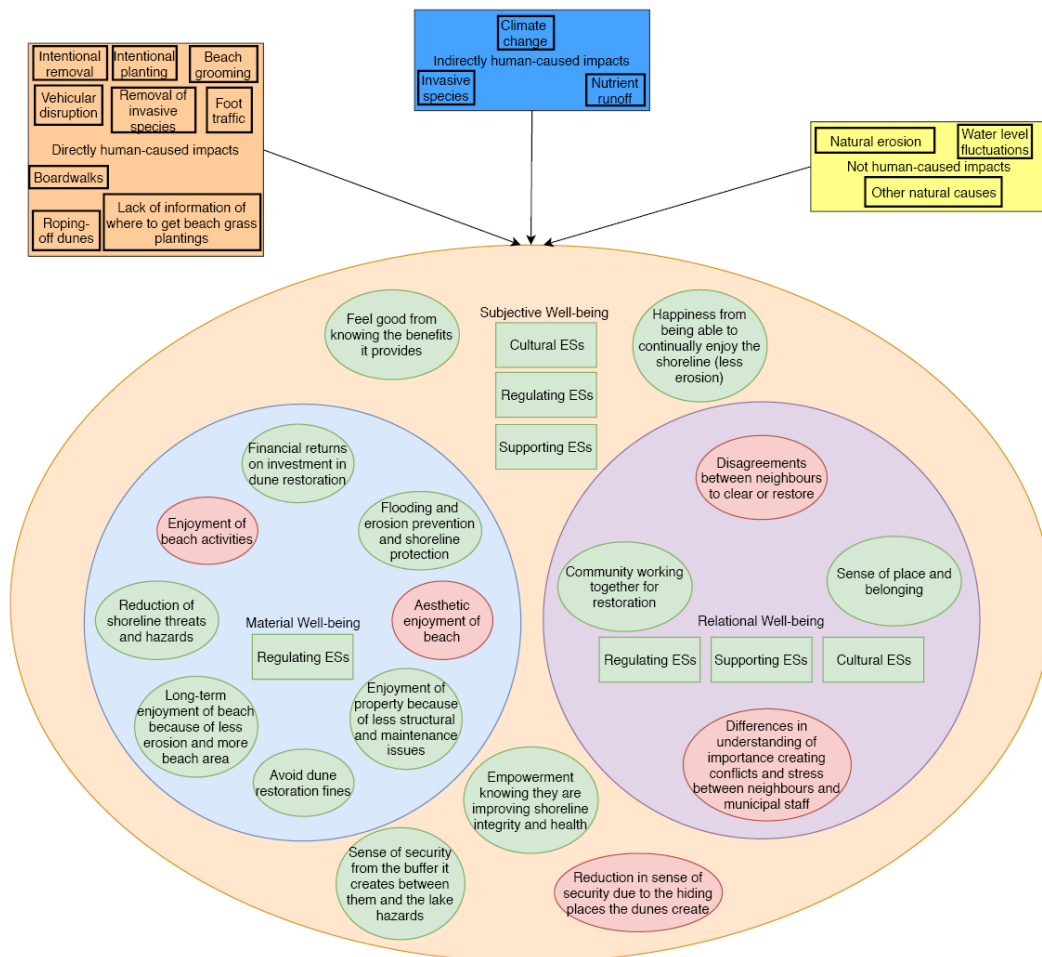 Intentional
removal
Intentional
planting
Beach
grooming
Vehicular
disruption
Removal of
invasive
species
Foot
traffic
Directly human-caused impacts
Boardwalks
Roping-
off dunes
Lack of information of
where to get beach grass
plantings
Climate
change
Indirectly human-caused impacts
Invasive
species
Nutrient
runoff
Natural erosion
Water level
fluctuations
Not human-caused impacts
Other natural causes
Feel good from
knowing the benefits
it provides
Subjective Well-being
Cultural ESs
Regulating ESs
Supporting ESs
Happiness from
being able to
continually enjoy the
shoreline (less
erosion)
Financial returns
on investment in
dune restoration
Enjoyment of
beach activities
Flooding and
erosion prevention
and shoreline
protection
Reduction of
shoreline threats
and hazards
Aesthetic
enjoyment of
beach
Material Well-being
Regulating ESs
Long-term
enjoyment of beach
because of less
erosion and more
beach area
Enjoyment of
property because
of less structural
and maintenance
issues
Avoid dune
restoration fines
Disagreements
between neighbours
to clear or restore
Community working
together for
restoration
Sense of place and
belonging
Relational Well-being
Regulating ESs
Supporting ESs
Cultural ESs
Differences in
understanding of
importance creating
conflicts and stress
between neighbours and
municipal staff
Empowerment
knowing they are
improving shoreline
integrity and health
Sense of security
from the buffer it
creates between
them and the lake
hazards
Reduction in sense of
security due to the hiding
places the dunes create